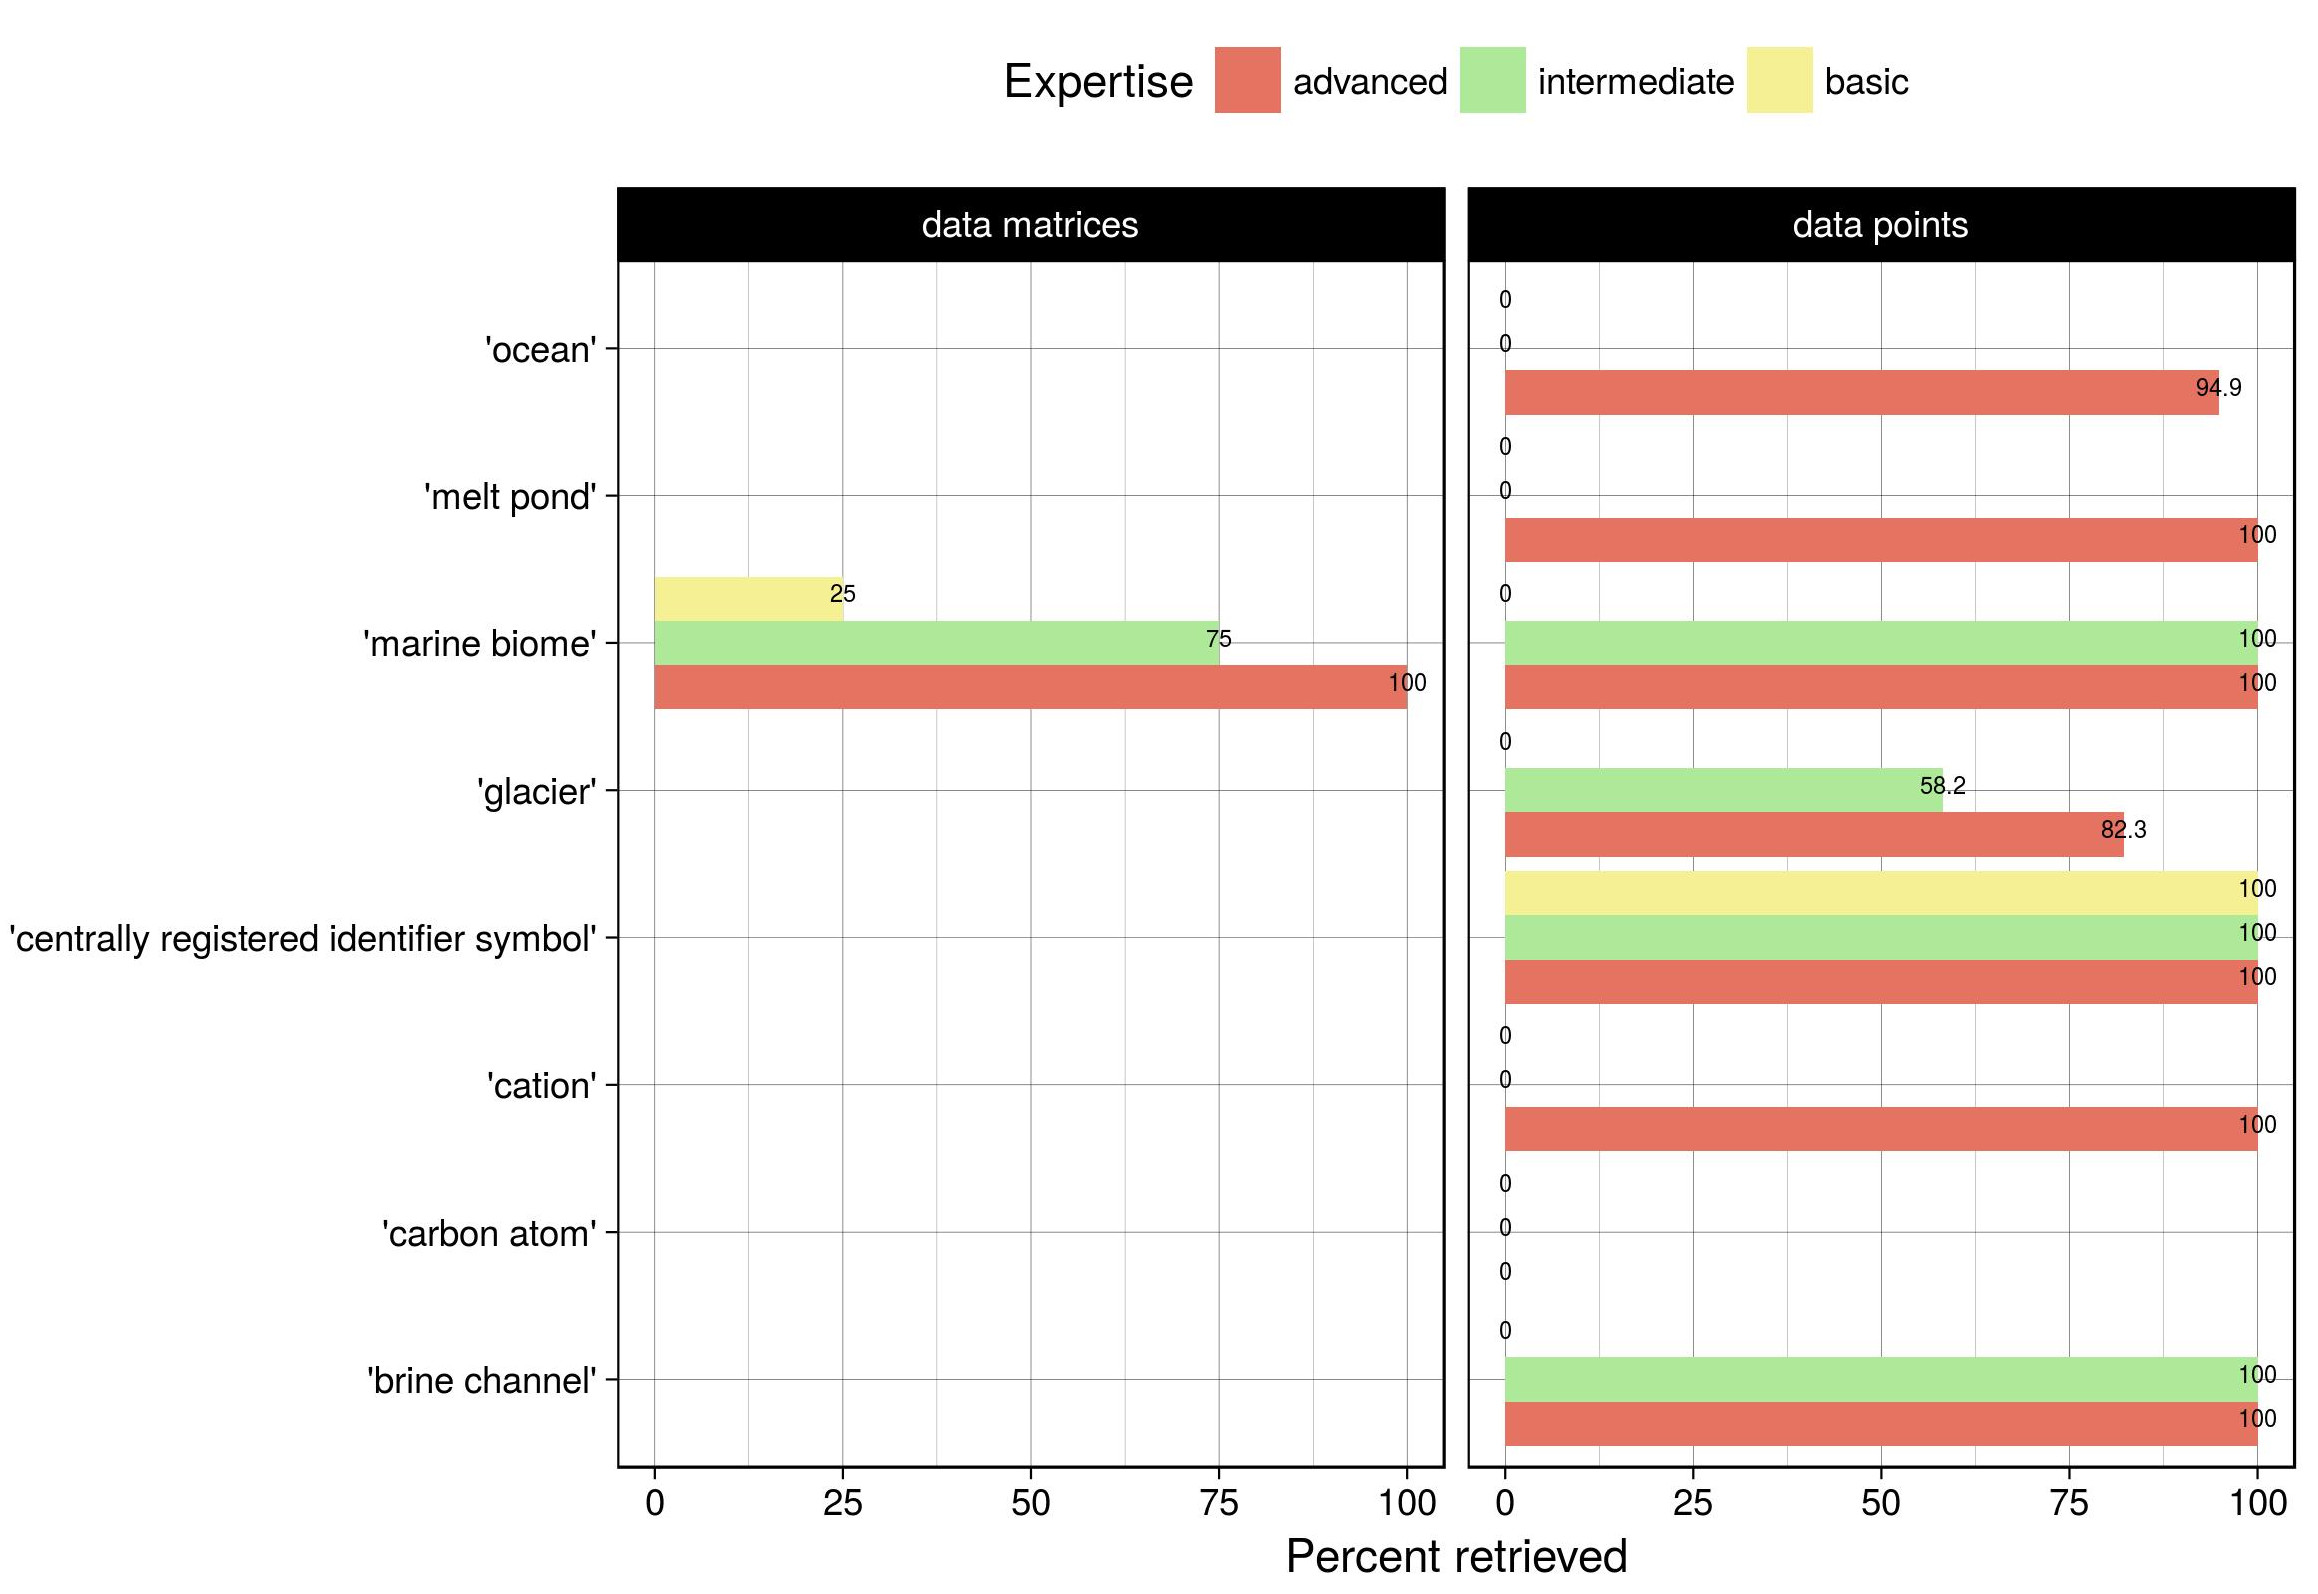 Expertise advanced intermediate basic
data matrices data points
0
'ocean' 0
94.9
0
'melt pond' 0
100
25 0
'marine biome' 75 100
100 100
0
'glacier' 58.2
82.3
100
'centrally registered identifier symbol' 100
100
0
'cation' 0
100
0
'carbon atom' 0
0
0
'brine channel' 100
100
0 25 50 75 100 0 25 50 75 100
Percent retrieved